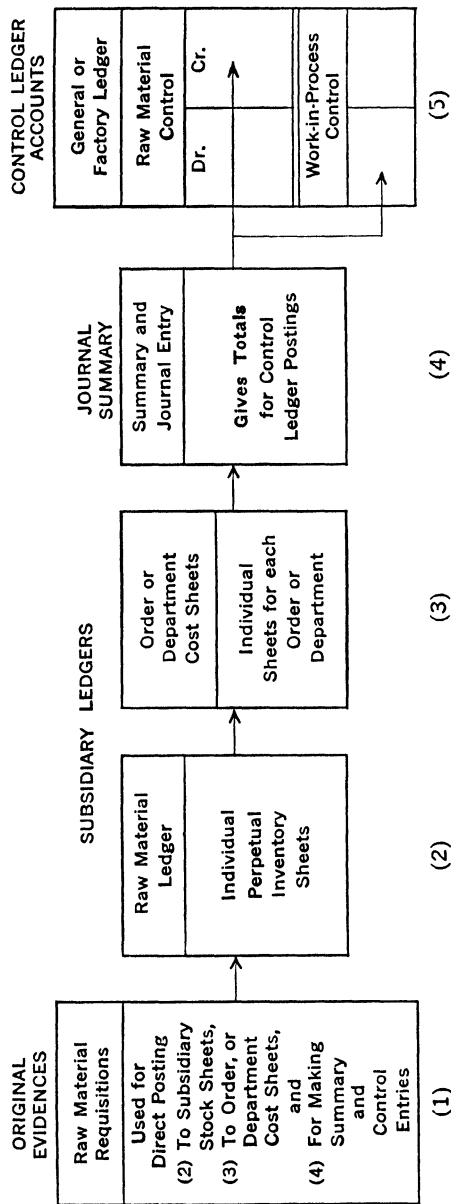 ORIGINAL
EVIDENCES
Raw Material
Requisitions
Used for
Direct Posting
(2) To Subsidiary
Stock Sheets,
(3) To Order, or
Department
Cost Sheets,
and
(4) For Making
Summary
and
Control
Entries
(1)
SUBSIDIARY LEDGERS
Raw Material
Ledger
Individual
Perpetual
Inventory
Sheets
(2)
Order or
Department
Cost Sheets
Individual
Sheets for each
Order or
Department
(3)
JOURNAL
SUMMARY
Summary and
Journal Entry
Gives Totals
for Control
Ledger Postings
(4)
CONTROL LEDGER
ACCOUNTS
General or
Factory Ledger
Raw Material
Control
Dr. Cr.
Work-in-Process
Control
(5)